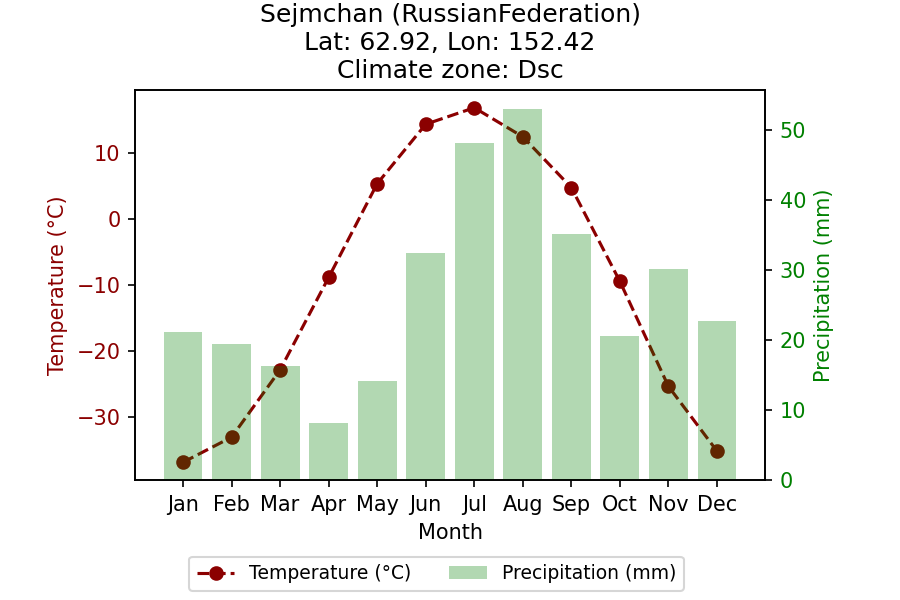 Sejmchan (RussianFederation)
Lat: 62.92, Lon: 152.42
Climate zone: Dsc
Temperature (°C)
10
0
−10
−20
−30
Precipitation (mm)
50
40
30
20
10
0
Jan Feb Mar Apr May Jun Jul Aug Sep Oct Nov Dec
Month
Temperature (°C) Precipitation (mm)